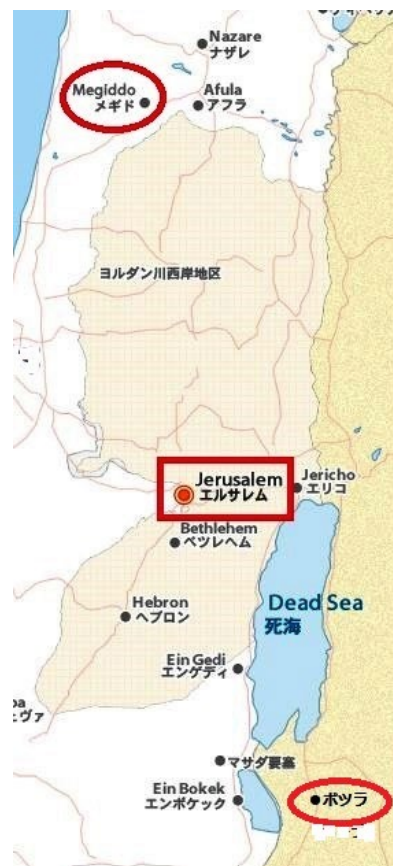 Nazare
ナザレ
Megiddo
メギド
Afula
アフラ
ヨルダン川西岸地区
Jerusalem
エルサレム
Jericho
エリコ
Bethlehem
ベツレヘム
Dead Sea
死海
Hebron
ヘブロン
Ein Gedi
エンゲディ
マサダ要塞
Ein Bokek
エンボケック
ボツラ